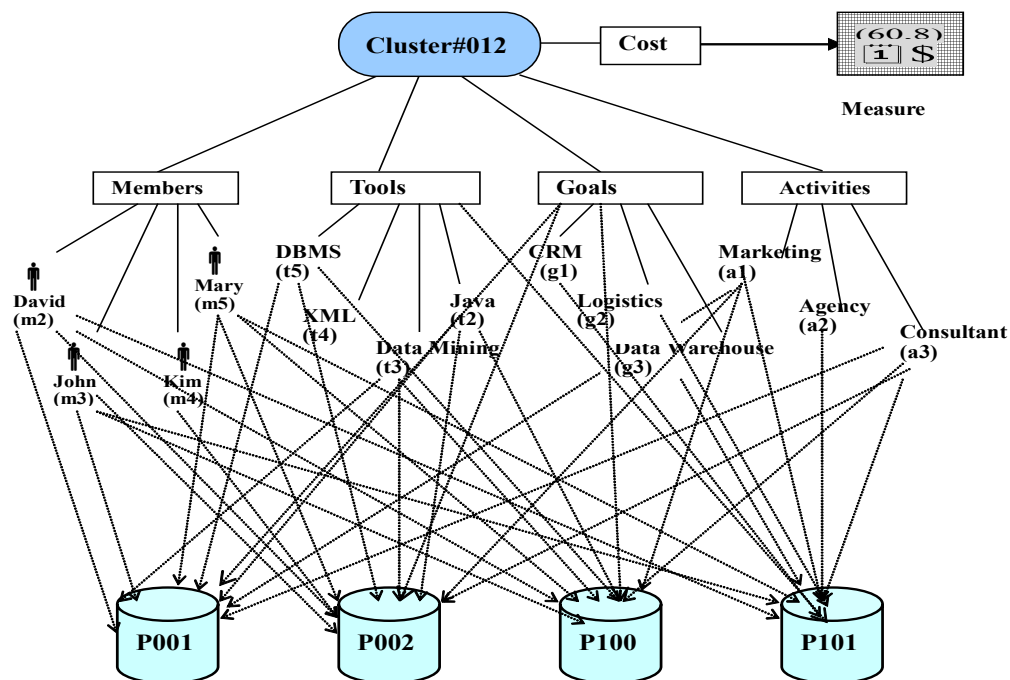 Cluster#012
Cost
(60.8)
$
Measure
Members
Tools
Goals
Activities
David
(m2)
John
(m3)
Kim
(m4)
Mary
(m5)
DBMS
(t5)
XML
(t4)
Data Mining
(t3)
Java
(t2)
CRM
(g1)
Logistics
(g2)
Data Warehouse
(g3)
Marketing
(a1)
Agency
(a2)
Consultant
(a3)
P001
P002
P100
P101